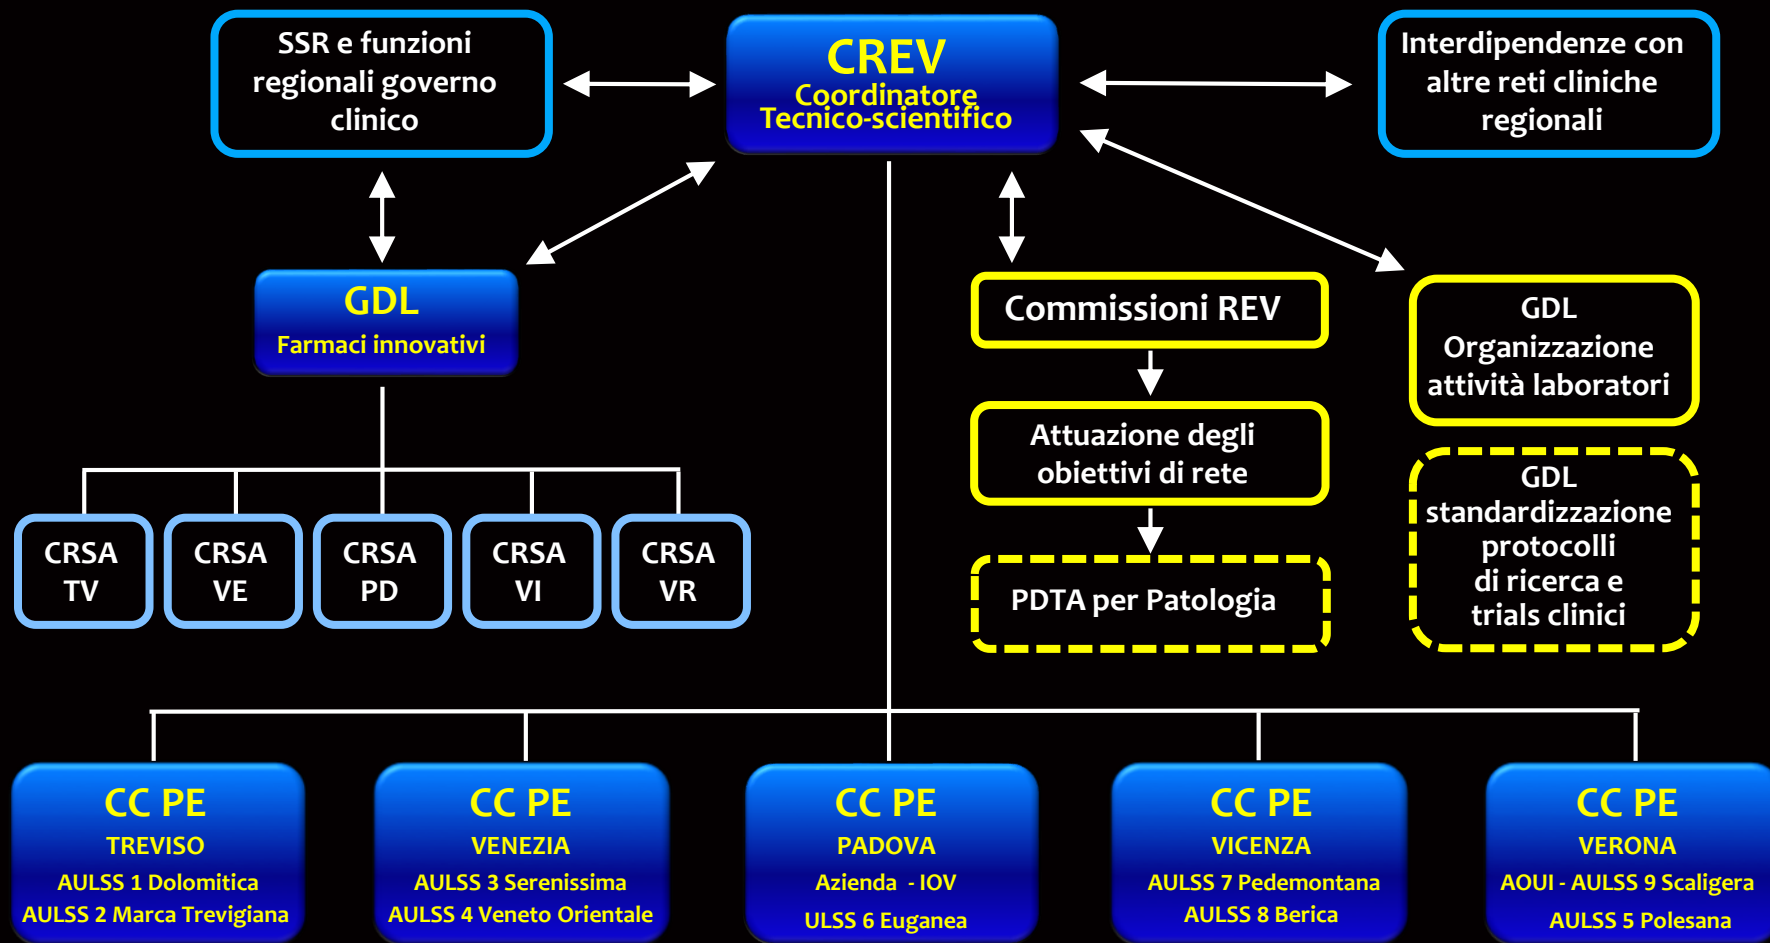 SSR e funzioni
regionali governo
clinico
CREV
Coordinatore
Tecnico-scientifico
Interdipendenze con
altre reti cliniche
regionali
GDL
Farmaci innovativi
Commissioni REV
GDL
Organizzazione
attività laboratori
Attuazione degli
obiettivi di rete
GDL
standardizzazione
protocolli
di ricerca e
trials clinici
CRSA
TV
CRSA
VE
CRSA
PD
CRSA
VI
CRSA
VR
PDTA per Patologia
CC PE
TREVISO
AULSS 1 Dolomitica
AULSS 2 Marca Trevigiana
CC PE
VENEZIA
AULSS 3 Serenissima
AULSS 4 Veneto Orientale
CC PE
PADOVA
Azienda - IOV
ULSS 6 Euganea
CC PE
VICENZA
AULSS 7 Pedemontana
AULSS 8 Berica
CC PE
VERONA
AOUI - AULSS 9 Scaligera
AULSS 5 Polesana